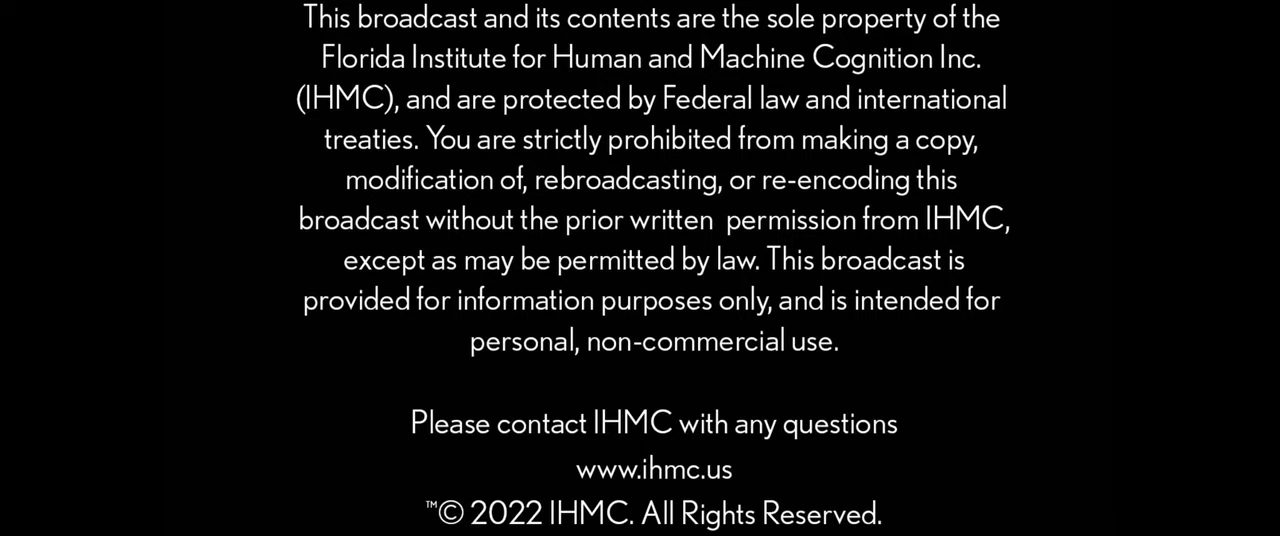 This broadcast and its contents are the sole property of the
Florida Institute for Human and Machine Cognition Inc.
(IHMC), and are protected by Federal law and international
treaties. You are strictly prohibited from making a copy,
modification of, rebroadcasting, or re-encoding this
broadcast without the prior written permission from IHMC,
except as may be permitted by law. This broadcast is
provided for information purposes only, and is intended for
personal, non-commercial use.
Please contact IHMC with any questions
www.ihmc.us
™© 2022 IHMC. All Rights Reserved.